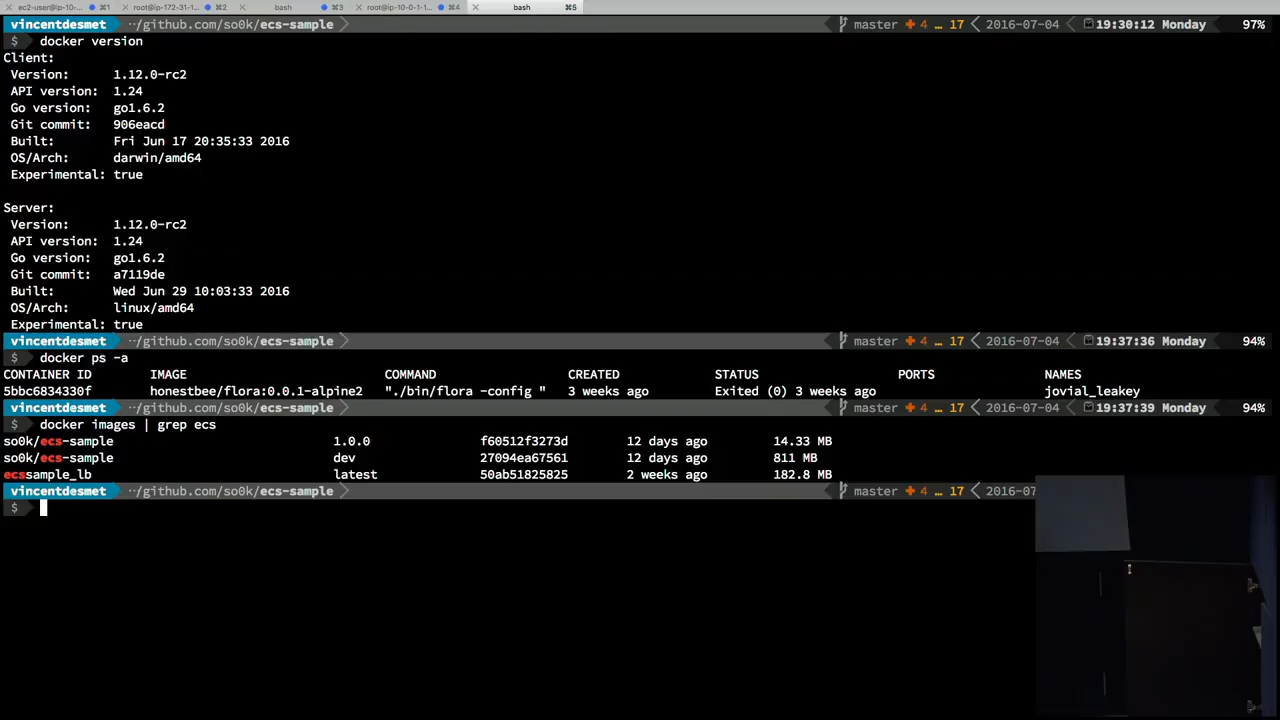 ec2-user@ip-10-... ⌘1 root@ip-172-31-1... ⌘2 bash ⌘3 root@ip-10-0-1-1... ⌘4 bash ⌘5
vincentdesmet ~/github.com/so0k/ecs-sample master + 4 … 17 2016-07-04 19:30:12 Monday 97%
$ docker version
Client:
Version: 1.12.0-rc2
API version: 1.24
Go version: go1.6.2
Git commit: 906eacd
Built: Fri Jun 17 20:35:33 2016
OS/Arch: darwin/amd64
Experimental: true
Server:
Version: 1.12.0-rc2
API version: 1.24
Go version: go1.6.2
Git commit: a7119de
Built: Wed Jun 29 10:03:33 2016
OS/Arch: linux/amd64
Experimental: true
vincentdesmet ~/github.com/so0k/ecs-sample master + 4 … 17 2016-07-04 19:37:36 Monday 94%
$ docker ps -a
CONTAINER ID IMAGE COMMAND CREATED STATUS PORTS NAMES
5bbc6834330f honestbee/flora:0.0.1-alpine2 "./bin/flora -config " 3 weeks ago Exited (0) 3 weeks ago jovial_leakey
vincentdesmet ~/github.com/so0k/ecs-sample master + 4 … 17 2016-07-04 19:37:39 Monday 94%
$ docker images | grep ecs
so0k/ecs-sample 1.0.0 f60512f3273d 12 days ago 14.33 MB
so0k/ecs-sample dev 27094ea67561 12 days ago 811 MB
ecssample_lb latest 50ab51825825 2 weeks ago 182.8 MB
vincentdesmet ~/github.com/so0k/ecs-sample master + 4 … 17 2016-07
$